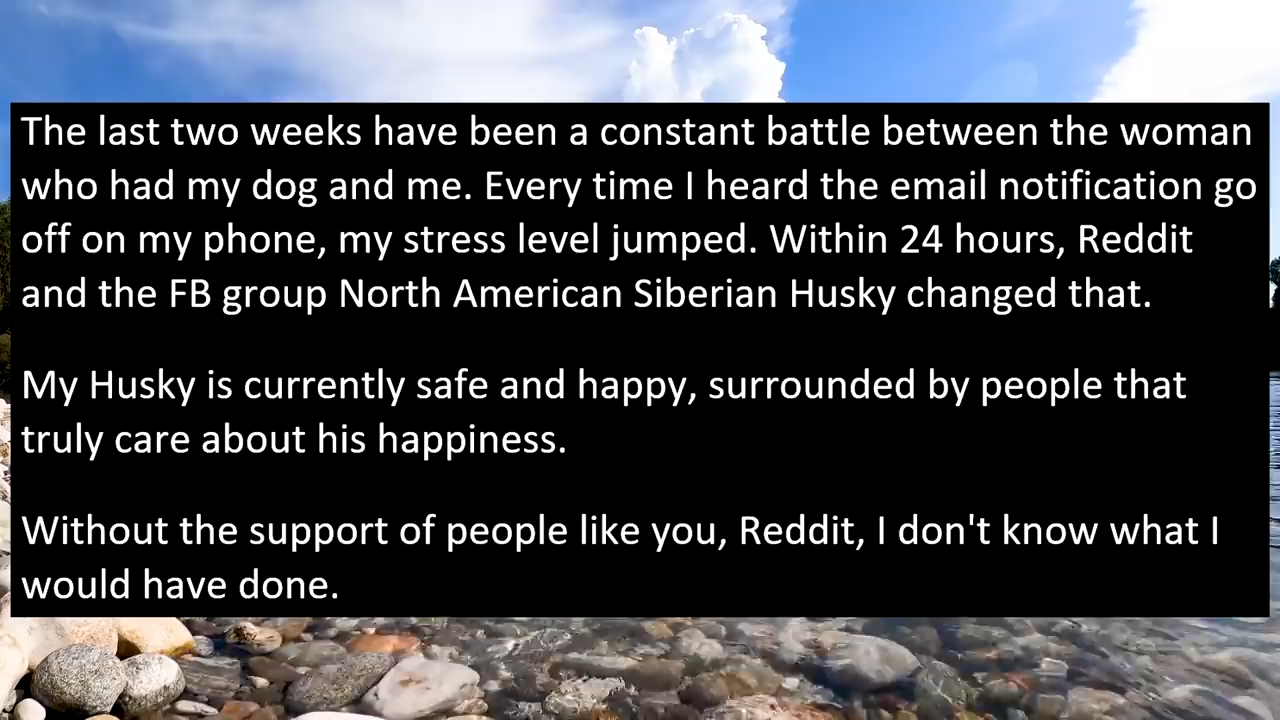 The last two weeks have been a constant battle between the woman
who had my dog and me. Every time I heard the email notification go
off on my phone, my stress level jumped. Within 24 hours, Reddit
and the FB group North American Siberian Husky changed that.
My Husky is currently safe and happy, surrounded by people that
truly care about his happiness.
Without the support of people like you, Reddit, I don't know what I
would have done.